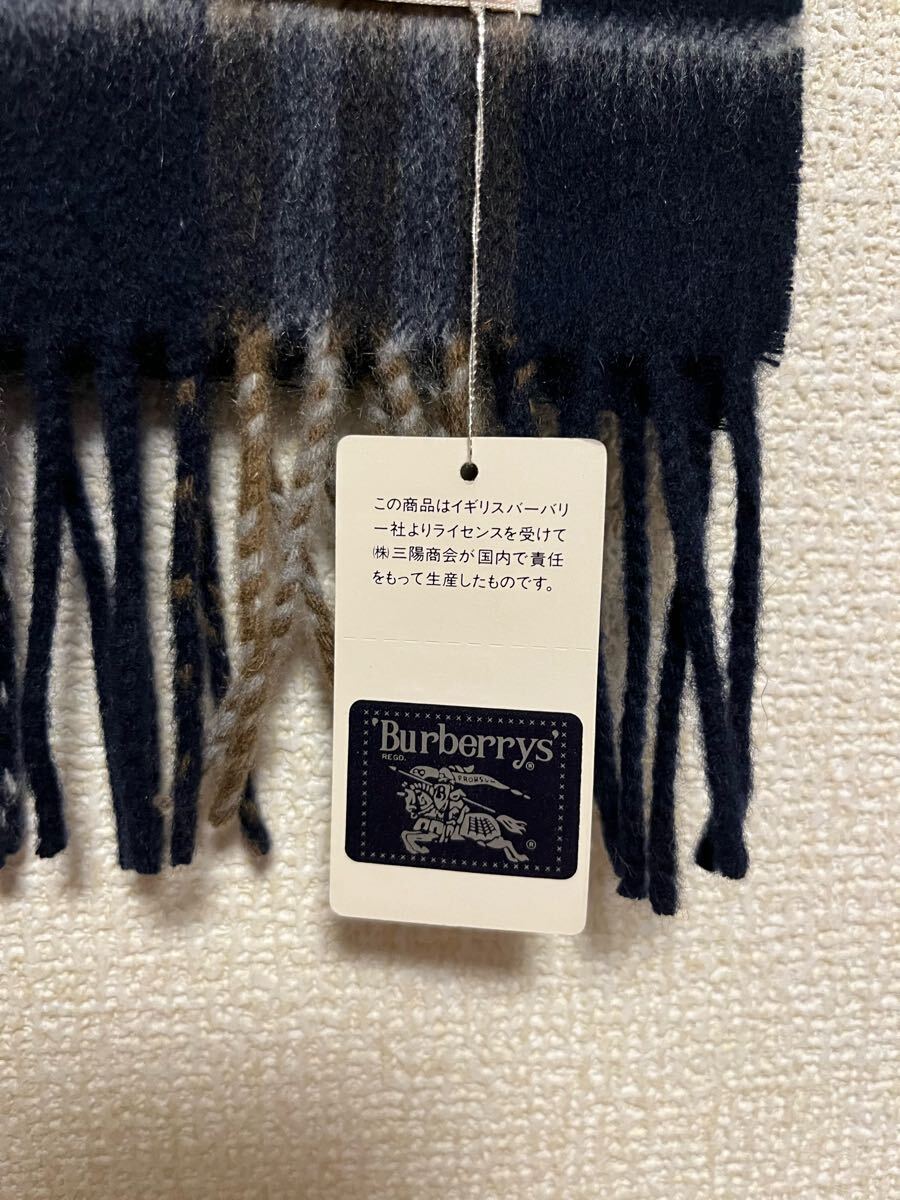 この商品はイギリスバーバリ
ー社よりライセンスを受けて
㈱三陽商会が国内で責任
をもって生産したものです。
'Burberrys'®
REGD.
PRORSUM
®